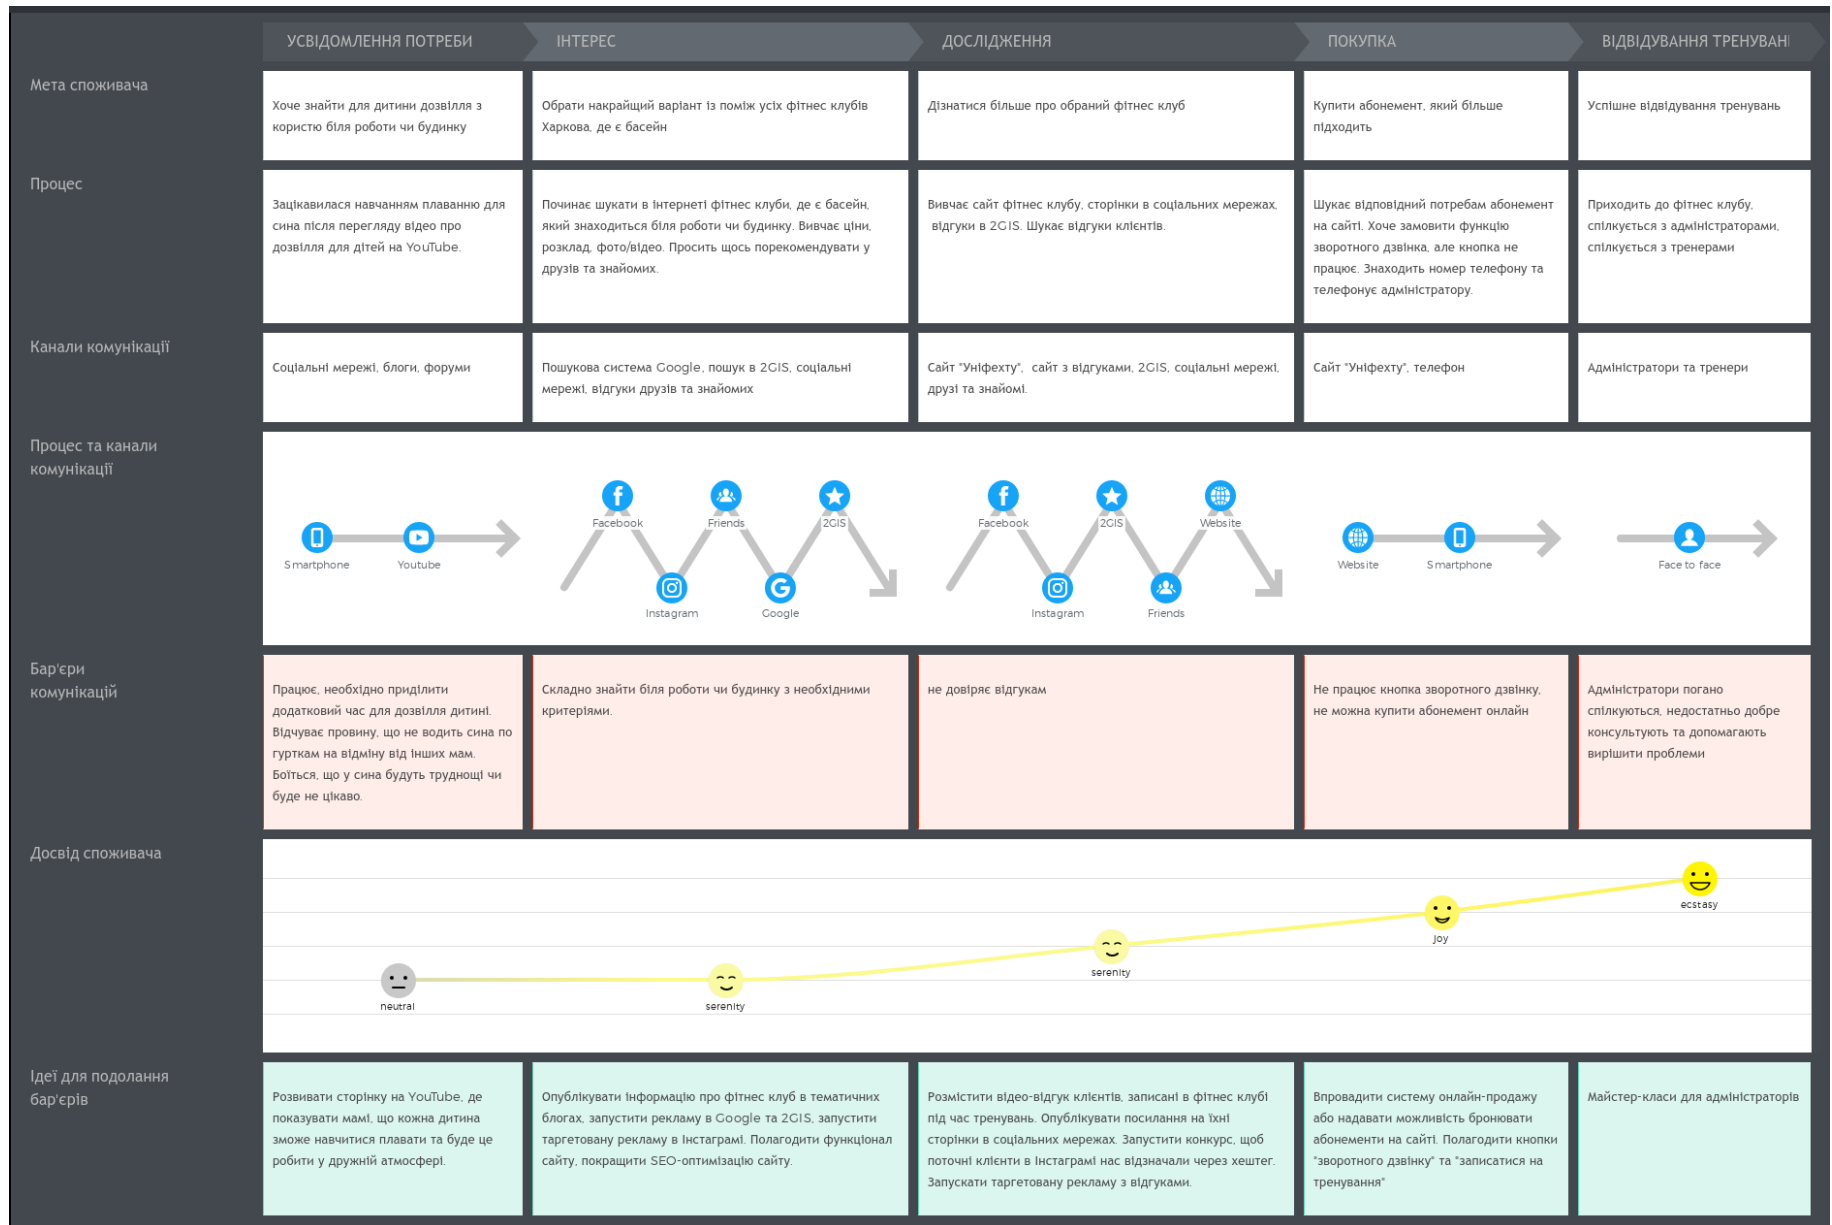 УСВІДОМЛЕННЯ ПОТРЕБИ
ІНТЕРЕС
ДОСЛІДЖЕННЯ
ПОКУПКА
ВІДВІДУВАННЯ ТРЕНУВАНІ
Мета споживача
Хоче знайти для дитини дозвілля з
користю біля роботи чи будинку
Обрати накрайщий варіант із поміж усіх фітнес клубів
Харкова, де є басейн
Дізнатися більше про обраний фітнес клуб
Купити абонемент, який більше
підходить
Успішне відвідування тренувань
Процес
Зацікавилася навчанням плаванню для
сина після перегляду відео про
дозвілля для дітей на YouTube.
Починає шукати в інтернеті фітнес клуби, де є басейн,
який знаходиться біля роботи чи будинку. Вивчає ціни,
розклад, фото/відео. Просить щось порекомендувати у
друзів та знайомих.
Вивчає сайт фітнес клубу, сторінки в соціальних мережах,
відгуки в 2GIS. Шукає відгуки клієнтів.
Шукає відповідний потребам абонемент
на сайті. Хоче замовити функцію
зворотного дзвінка, але кнопка не
працює. Знаходить номер телефону та
телефонує адміністратору.
Приходить до фітнес клубу,
спілкується з адміністраторами,
спілкується з тренерами
Канали комунікації
Соціальні мережі, блоги, форуми
Пошукова система Google, пошук в 2GIS, соціальні
мережі, відгуки друзів та знайомих
Сайт "Уніфехту", сайт з відгуками, 2GIS, соціальні мережі,
друзі та знайомі.
Сайт "Уніфехту", телефон
Адміністратори та тренери
Процес та канали
комунікації
Smartphone
Youtube
Facebook
Instagram
Friends
Google
2GIS
Facebook
Instagram
2GIS
Friends
Website
Website
Smartphone
Face to face
Бар'єри
комунікацій
Працює, необхідно приділити
додатковий час для дозвілля дитині.
Відчуває провину, що не водить сина по
гурткам на відміну від інших мам.
Боїться, що у сина будуть труднощі чи
буде не цікаво.
Складно знайти біля роботи чи будинку з необхідними
критеріями.
не довіряє відгукам
Не працює кнопка зворотного дзвінку,
не можна купити абонемент онлайн
Адміністратори погано
спілкуються, недостатньо добре
консультують та допомагають
вирішити проблеми
Досвід споживача
neutral
serenity
serenity
joy
ecstasy
Ідеї для подолання
бар'єрів
Розвивати сторінку на YouTube, де
показувати мамі, що кожна дитина
зможе навчитися плавати та буде це
робити у дружній атмосфері.
Опублікувати інформацію про фітнес клуб в тематичних
блогах, запустити рекламу в Google та 2GIS, запустити
таргетовану рекламу в Інстаграмі. Полагодити функціонал
сайту, покращити SEO-оптимізацію сайту.
Розмістити відео-відгук клієнтів, записані в фітнес клубі
під час тренувань. Опублікувати посилання на їхні
сторінки в соціальних мережах. Запустити конкурс, щоб
поточні клієнти в Інстаграмі нас відзначали через хештег.
Запускати таргетовану рекламу з відгуками.
Впровадити систему онлайн-продажу
або надавати можливість бронювати
абонементи на сайті. Полагодити кнопки
"зворотного дзвінку" та "записатися на
тренування"
Майстер-класи для адміністраторів